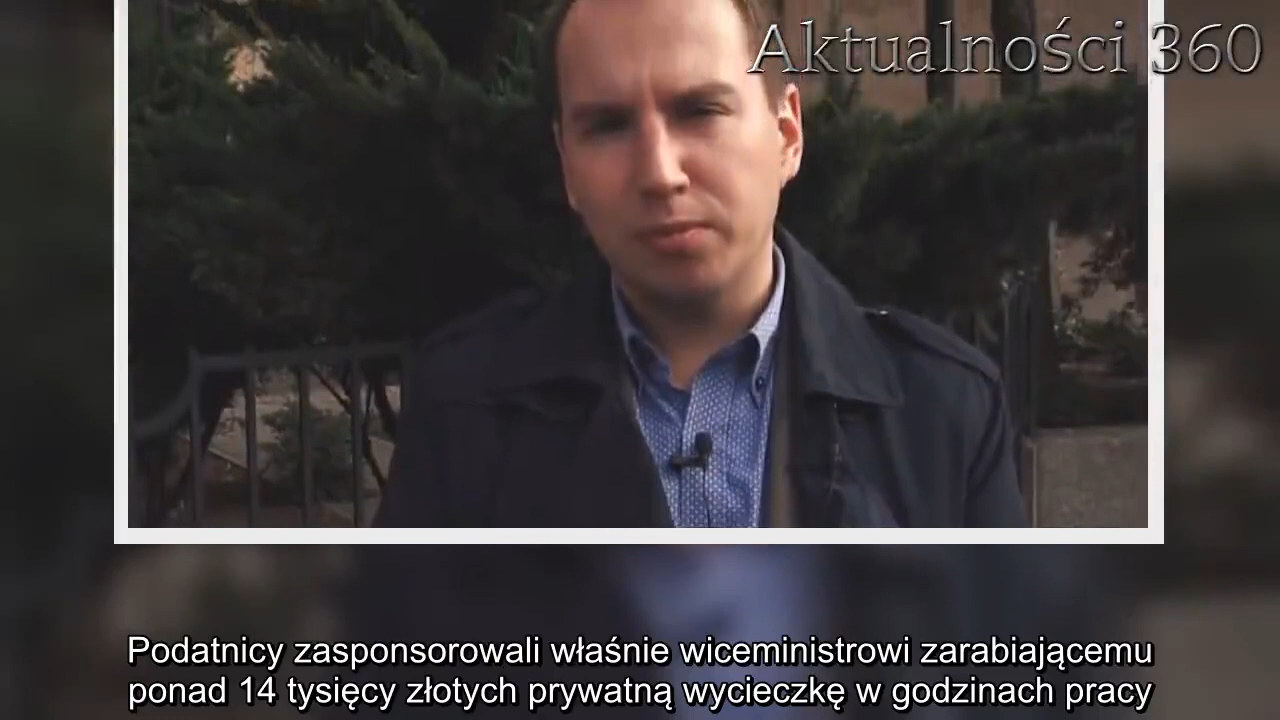 Aktualności 360
Podatnicy zasponsorowali właśnie wiceministrowi zarabiającemu
ponad 14 tysięcy złotych prywatną wycieczkę w godzinach pracy